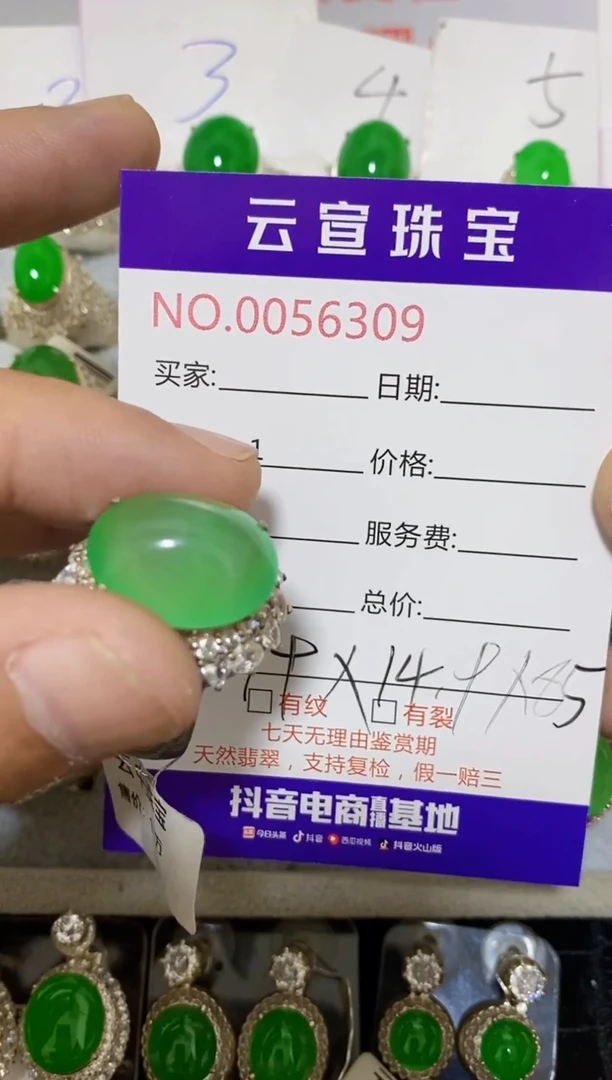 3
4
5
云宣珠宝
NO.0056309
买家: 日期:
1 价格:
服务费:
总价:
有纹 有裂
七天无理由鉴赏期
天然翡翠，支持复检，假一赔三
抖音电商直播基地
今日头条 抖音 西瓜视频 抖音火山版
售价: